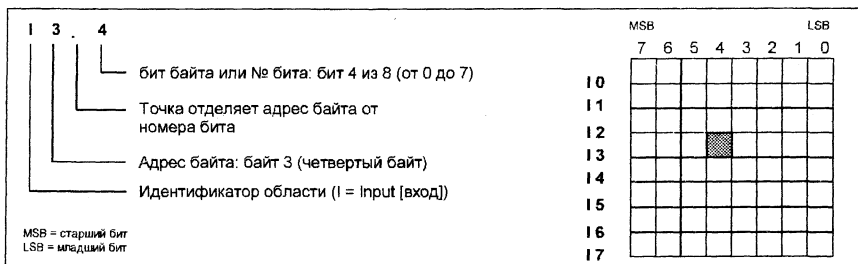 I 3 . 4
бит байта или № бита: бит 4 из 8 (от 0 до 7)
Точка отделяет адрес байта от
номера бита
Адрес байта: байт 3 (четвертый байт)
Идентификатор области (I = Input [вход])
MSB = старший бит
LSB = младший бит
MSB LSB
7 6 5 4 3 2 1 0
I 0
I 1
I 2
I 3
I 4
I 5
I 6
I 7